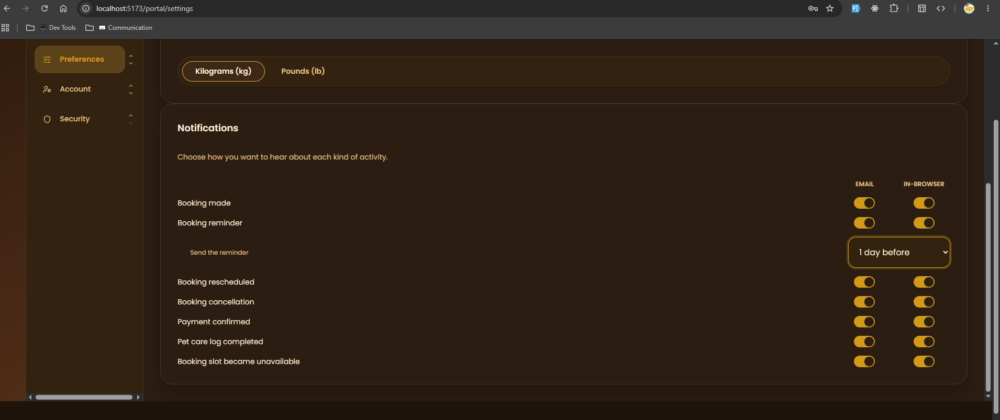 localhost:5173/portal/settings
Dev Tools
Communication
Preferences
Account
Security
Kilograms (kg)
Pounds (lb)
Notifications
Choose how you want to hear about each kind of activity.
EMAIL
IN-BROWSER
Booking made
Booking reminder
Send the reminder
1 day before
Booking rescheduled
Booking cancellation
Payment confirmed
Pet care log completed
Booking slot became unavailable